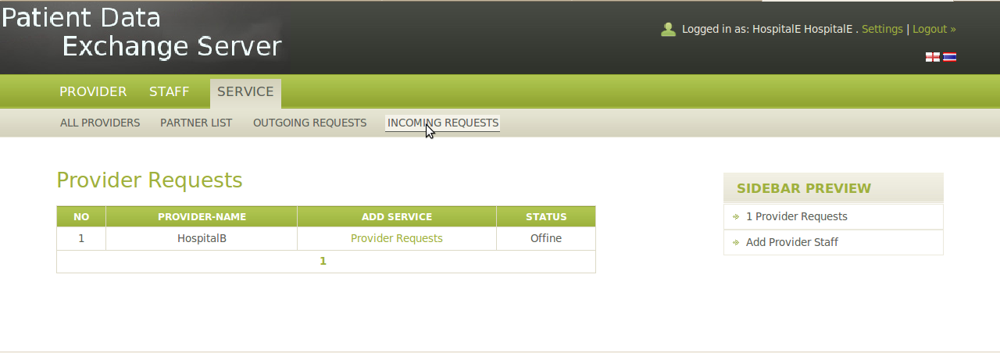 Patient Data
Exchange Server
Logged in as: HospitalE HospitalE . Settings | Logout »
PROVIDER STAFF SERVICE
ALL PROVIDERS PARTNER LIST OUTGOING REQUESTS INCOMING REQUESTS
Provider Requests
NO PROVIDER-NAME ADD SERVICE STATUS
1 HospitalB Provider Requests Offine
1
SIDEBAR PREVIEW
1 Provider Requests
Add Provider Staff